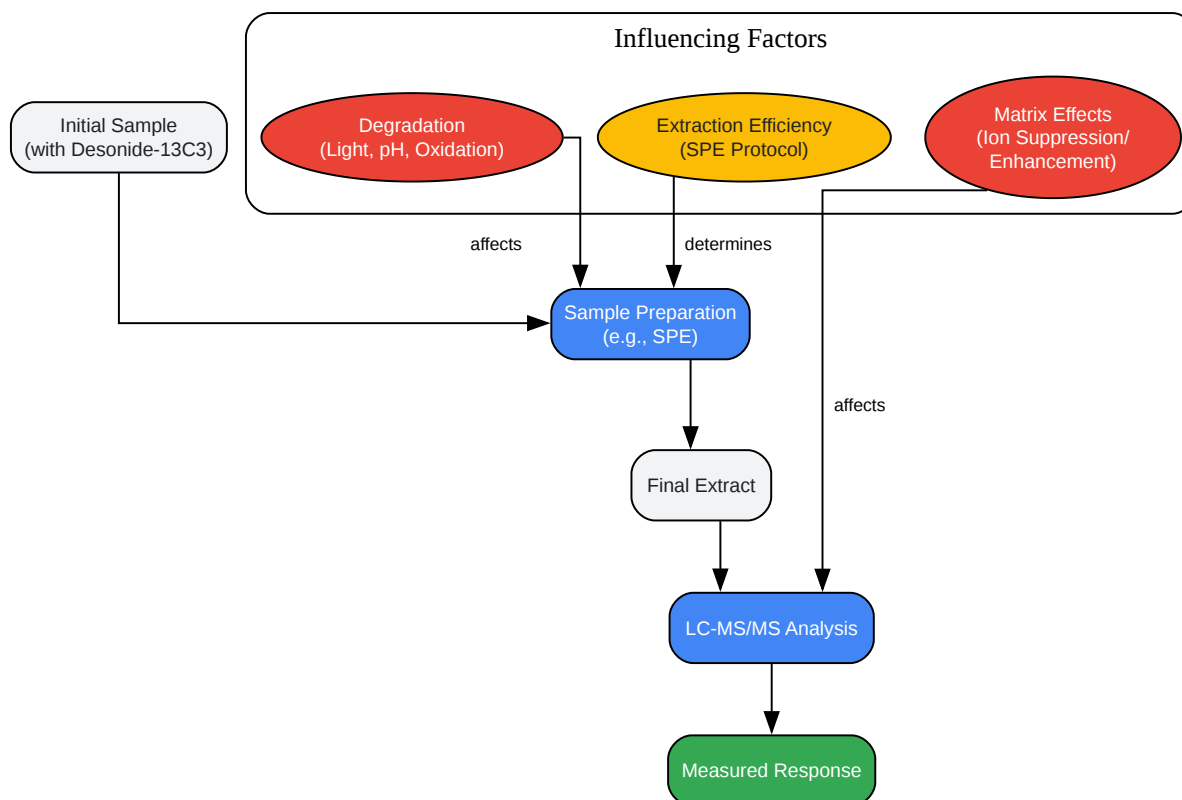 Influencing Factors
Initial Sample
(with Desonide-13C3)
Degradation
(Light, pH, Oxidation)
Extraction Efficiency
(SPE Protocol)
Matrix Effects
(Ion Suppression/
Enhancement)
affects
determines
Sample Preparation
(e.g., SPE)
affects
Final Extract
LC-MS/MS Analysis
Measured Response